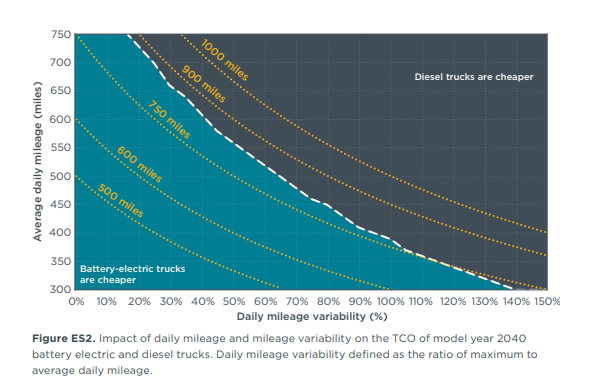 750
700
650
600
550
500
450
400
350
300
Average daily mileage (miles)
1000 miles
900 miles
750 miles
600 miles
500 miles
Diesel trucks are cheaper
Battery-electric trucks
are cheaper
0% 10% 20% 30% 40% 50% 60% 70% 80% 90% 100% 110% 120% 130% 140% 150%
Daily mileage variability (%)
Figure ES2. Impact of daily mileage and mileage variability on the TCO of model year 2040
battery electric and diesel trucks. Daily mileage variability defined as the ratio of maximum to
average daily mileage.